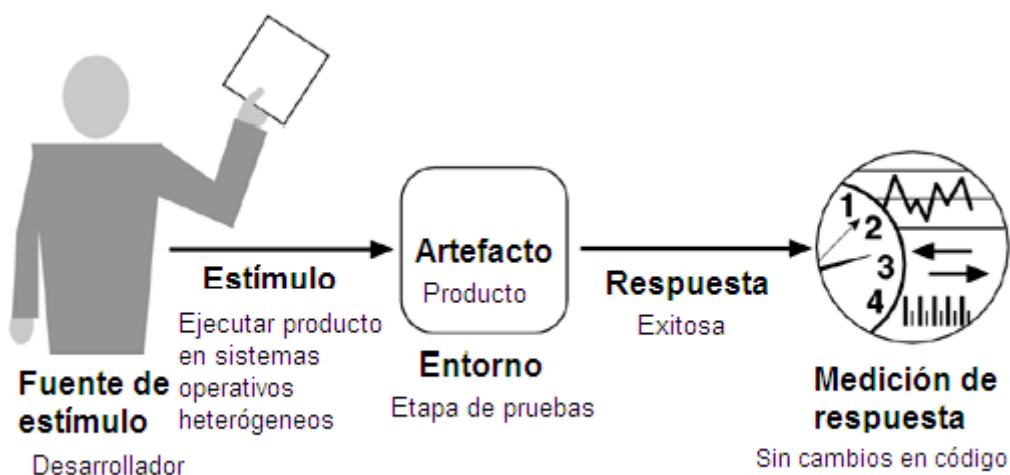 Fuente de
estímulo
Desarrollador
Estímulo
Ejecutar producto
en sistemas
operativos
heterógeneos
Artefacto
Producto
Entorno
Etapa de pruebas
Respuesta
Exitosa
1
2
3
4
Medición de
respuesta
Sin cambios en código